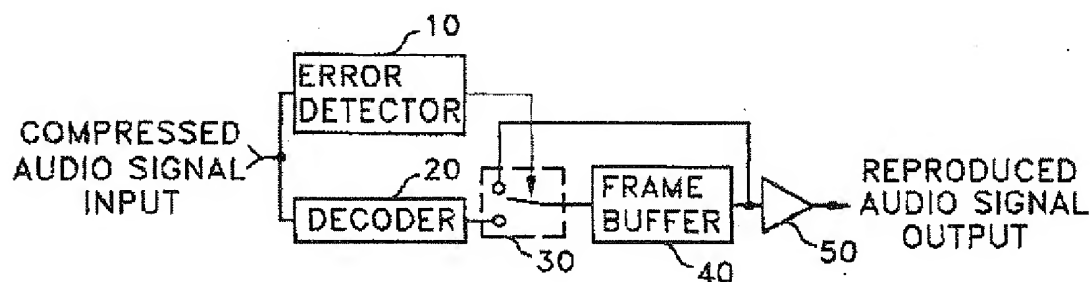 10
ERROR
DETECTOR
COMPRESSED
AUDIO SIGNAL
INPUT
20
DECODER
30
FRAME
BUFFER
40
50
REPRODUCED
AUDIO SIGNAL
OUTPUT